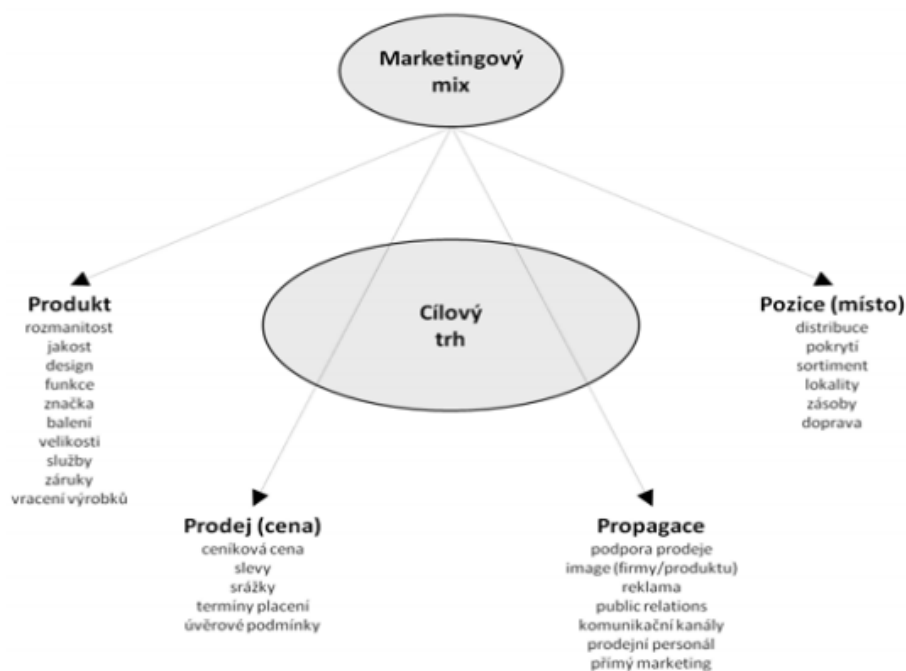 Marketingový
mix
Cílový
trh
Produkt
rozmanitost
jakost
design
funkce
značka
balení
velikosti
služby
záruky
vracení výrobků
Prodej (cena)
ceníková cena
slevy
srážky
termíny placení
úvěrové podmínky
Propagace
podpora prodeje
image (firmy/produktu)
reklama
public relations
komunikační kanály
prodejní personál
přímý marketing
Pozice (místo)
distribuce
pokrytí
sortiment
lokality
zásoby
doprava